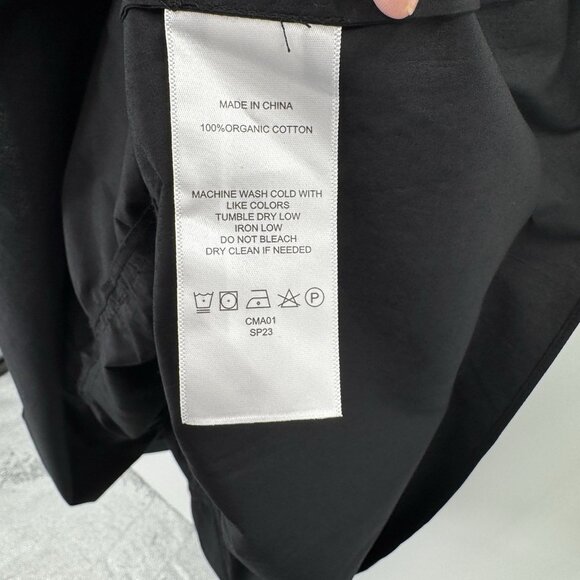 MADE IN CHINA
100%ORGANIC COTTON
MACHINE WASH COLD WITH
LIKE COLORS
TUMBLE DRY LOW
IRON LOW
DO NOT BLEACH
DRY CLEAN IF NEEDED
P
CMA01
SP23